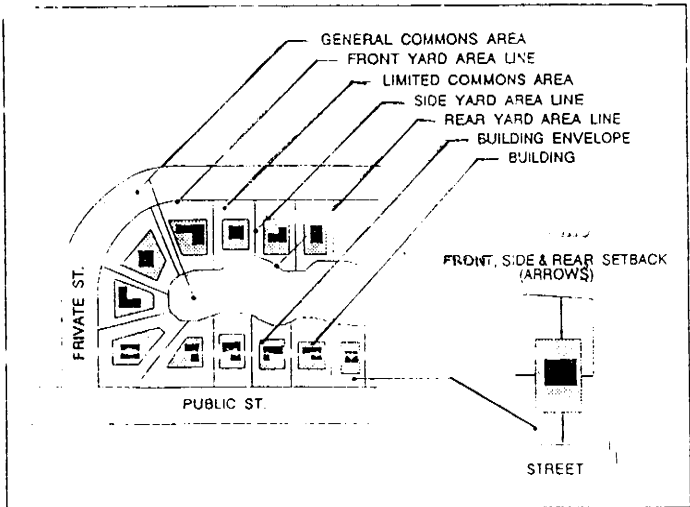 GENERAL COMMONS AREA
FRONT YARD AREA LINE
LIMITED COMMONS AREA
SIDE YARD AREA LINE
REAR YARD AREA LINE
BUILDING ENVELOPE
BUILDING
FRONT, SIDE & REAR SETBACK
(ARROWS)
PRIVATE ST.
PUBLIC ST.
STREET